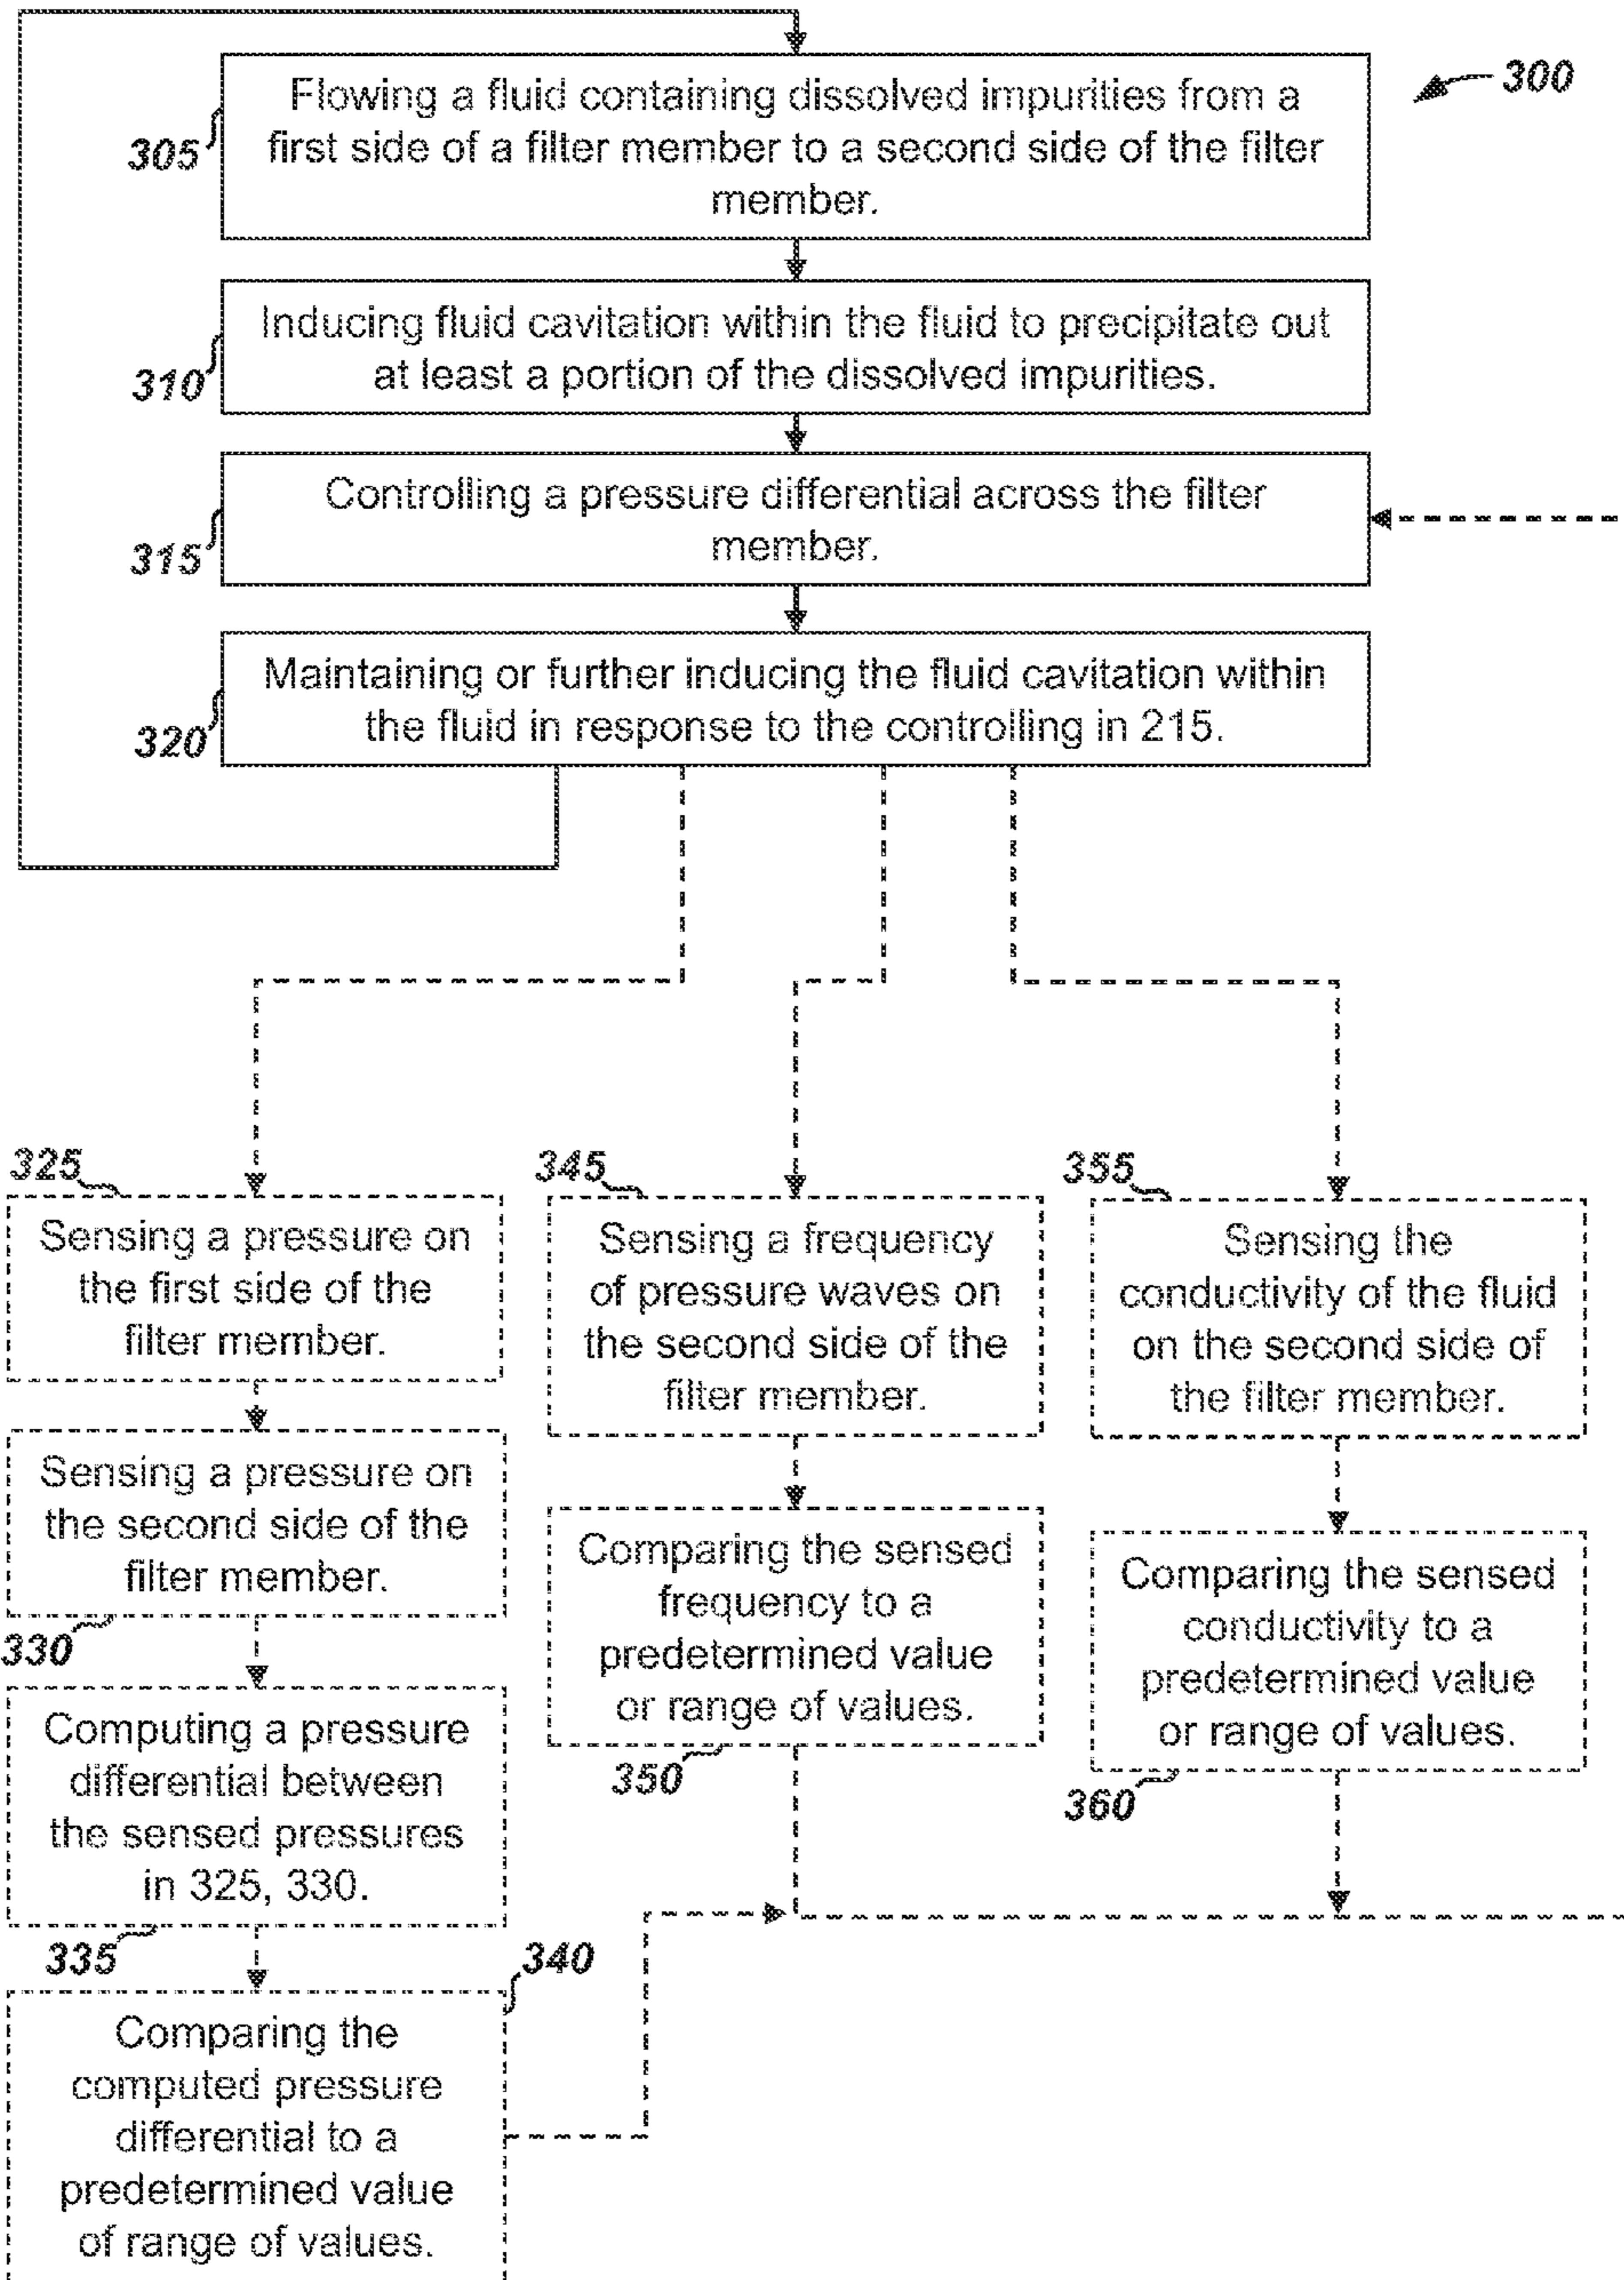 300
305
Flowing a fluid containing dissolved impurities from a
first side of a filter member to a second side of the filter
member.
310
Inducing fluid cavitation within the fluid to precipitate out
at least a portion of the dissolved impurities.
315
Controlling a pressure differential across the filter
member.
320
Maintaining or further inducing the fluid cavitation within
the fluid in response to the controlling in 215.
325
Sensing a pressure on
the first side of the
filter member.
Sensing a pressure on
the second side of the
filter member.
330
Computing a pressure
differential between
the sensed pressures
in 325, 330.
335
340
Comparing the
computed pressure
differential to a
predetermined value
of range of values.
345
Sensing a frequency
of pressure waves on
the second side of the
filter member.
Comparing the sensed
frequency to a
predetermined value
or range of values.
350
355
Sensing the
conductivity of the fluid
on the second side of
the filter member.
Comparing the sensed
conductivity to a
predetermined value
or range of values.
360